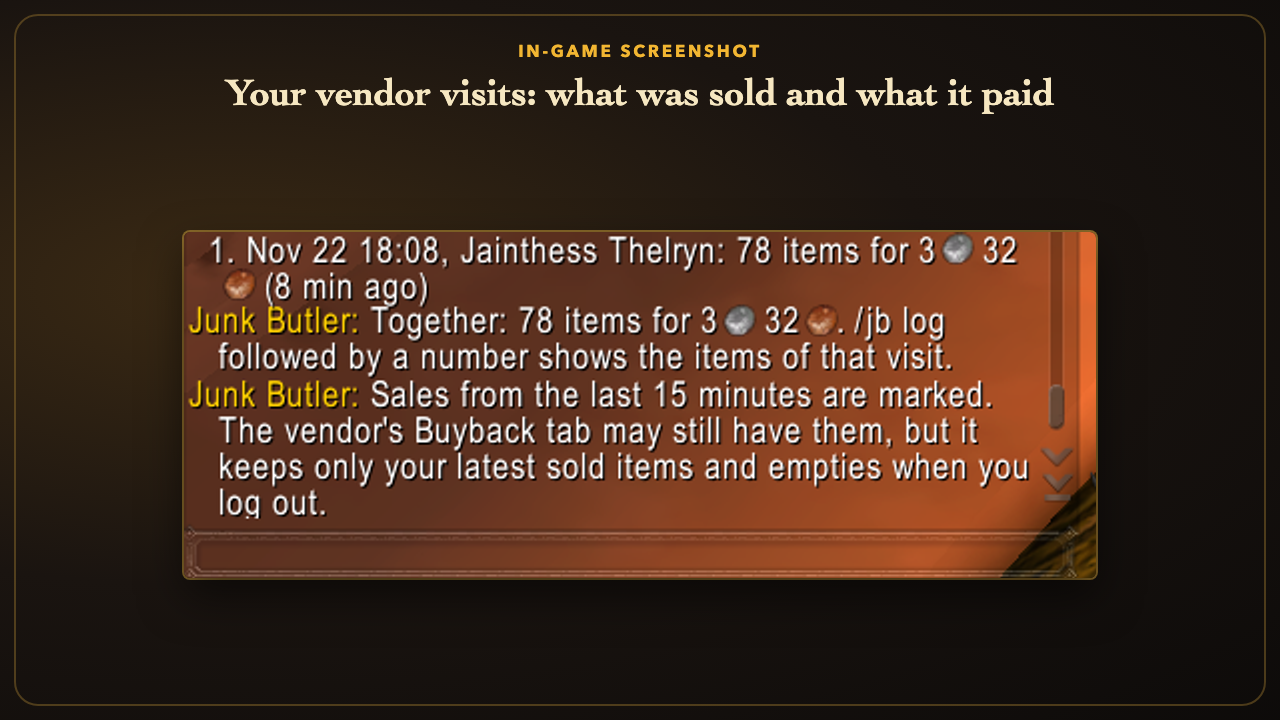 IN-GAME SCREENSHOT
Your vendor visits: what was sold and what it paid
1. Nov 22 18:08, Jainthess Thelryn: 78 items for 3 32
(8 min ago)
Junk Butler: Together: 78 items for 3 32 . /jb log
followed by a number shows the items of that visit.
Junk Butler: Sales from the last 15 minutes are marked.
The vendor's Buyback tab may still have them, but it
keeps only your latest sold items and empties when you
log out.